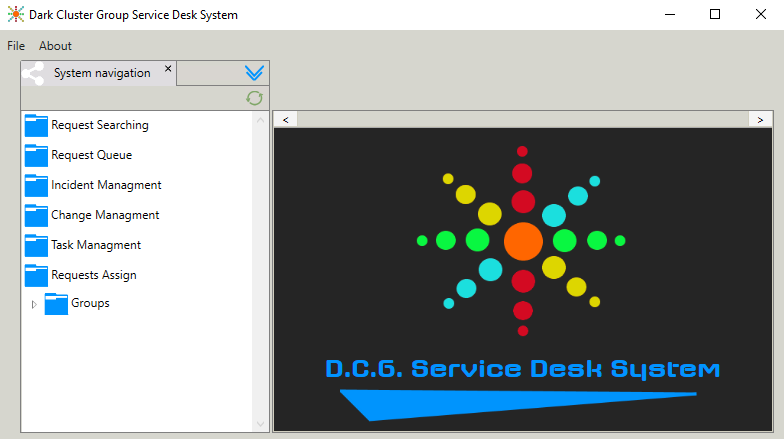 Dark Cluster Group Service Desk System
File About
System navigation
Request Searching
Request Queue
Incident Managment
Change Managment
Task Managment
Requests Assign
Groups
< >
D.C.G. Service Desk System